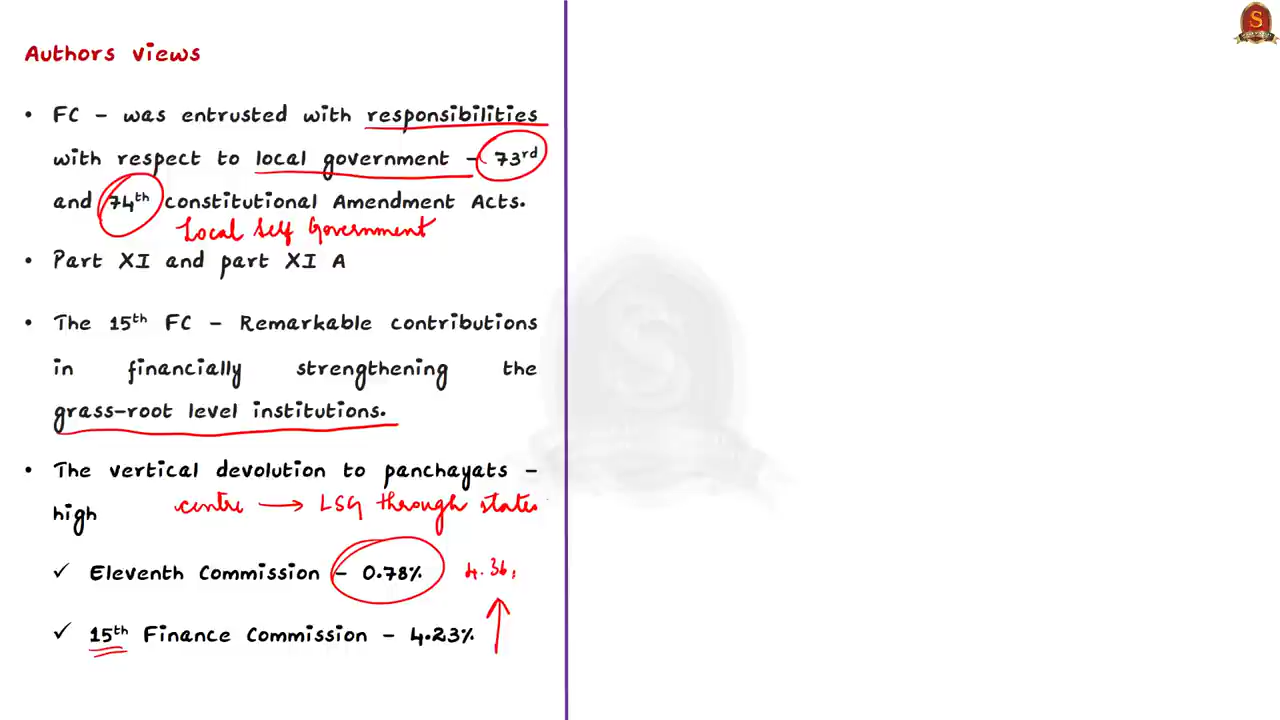 Authors views
• FC - was entrusted with responsibilities
with respect to local government - 73rd
and 74th constitutional Amendment Acts.
Local Self Government
• Part XI and part XI A
• The 15th FC - Remarkable contributions
in financially strengthening the
grass-root level institutions.
• The vertical devolution to panchayats -
high
centre → LSG through states
✓ Eleventh Commission - 0.78%
4.36
✓ 15th Finance Commission - 4.23%
S
S